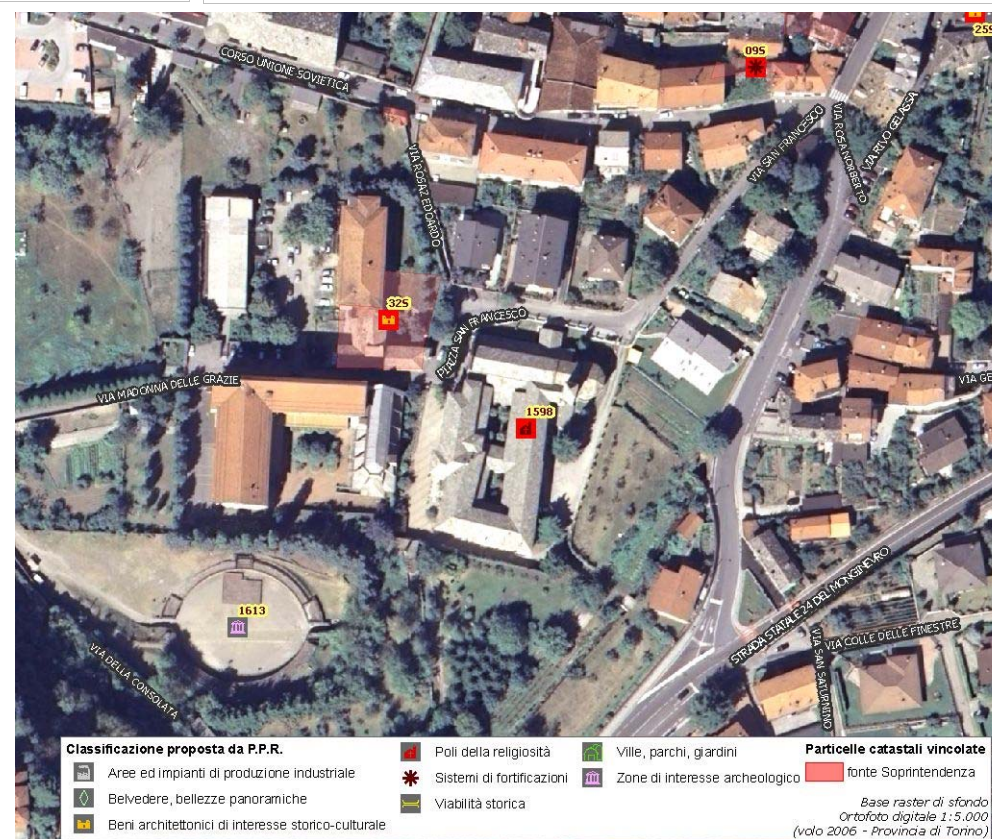 259
095
CORSO UNIONE SOVIETICA
VIA SAN FRANCESCO
VIA ROSA NORBERTO
VIA RIVO GELASSA
VIA ROSAZ EDOARDO
325
PIAZZA SAN FRANCESCO
VIA MADONNA DELLE GRAZIE
VIA GE
1598
1613
STRADA STATALE 24 DEL MONGINEVRO
VIA COLLE DELLE FINESTRE
VIA SAN SATURNINO
VIA DELLA CONSOLATA
Classificazione proposta da P.P.R.
Aree ed impianti di produzione industriale
Belvedere, bellezze panoramiche
Beni architettonici di interesse storico-culturale
Poli della religiosità
Sistemi di fortificazioni
Viabilità storica
Ville, parchi, giardini
Zone di interesse archeologico
Particelle catastali vincolate
fonte Soprintendenza
Base raster di sfondo
Ortofoto digitale 1:5.000
(volo 2006 - Provincia di Torino)